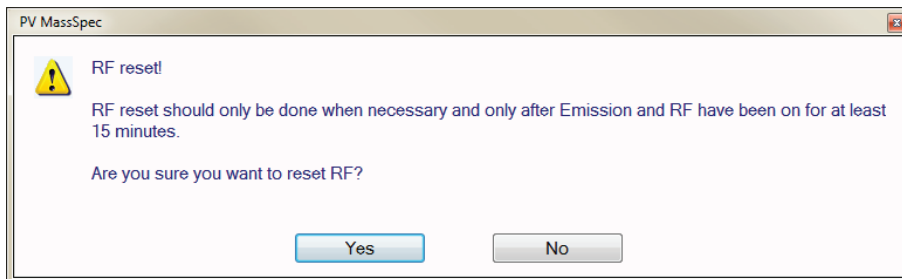 PV MassSpec
RF reset!
RF reset should only be done when necessary and only after Emission and RF have been on for at least
15 minutes.
Are you sure you want to reset RF?
Yes
No